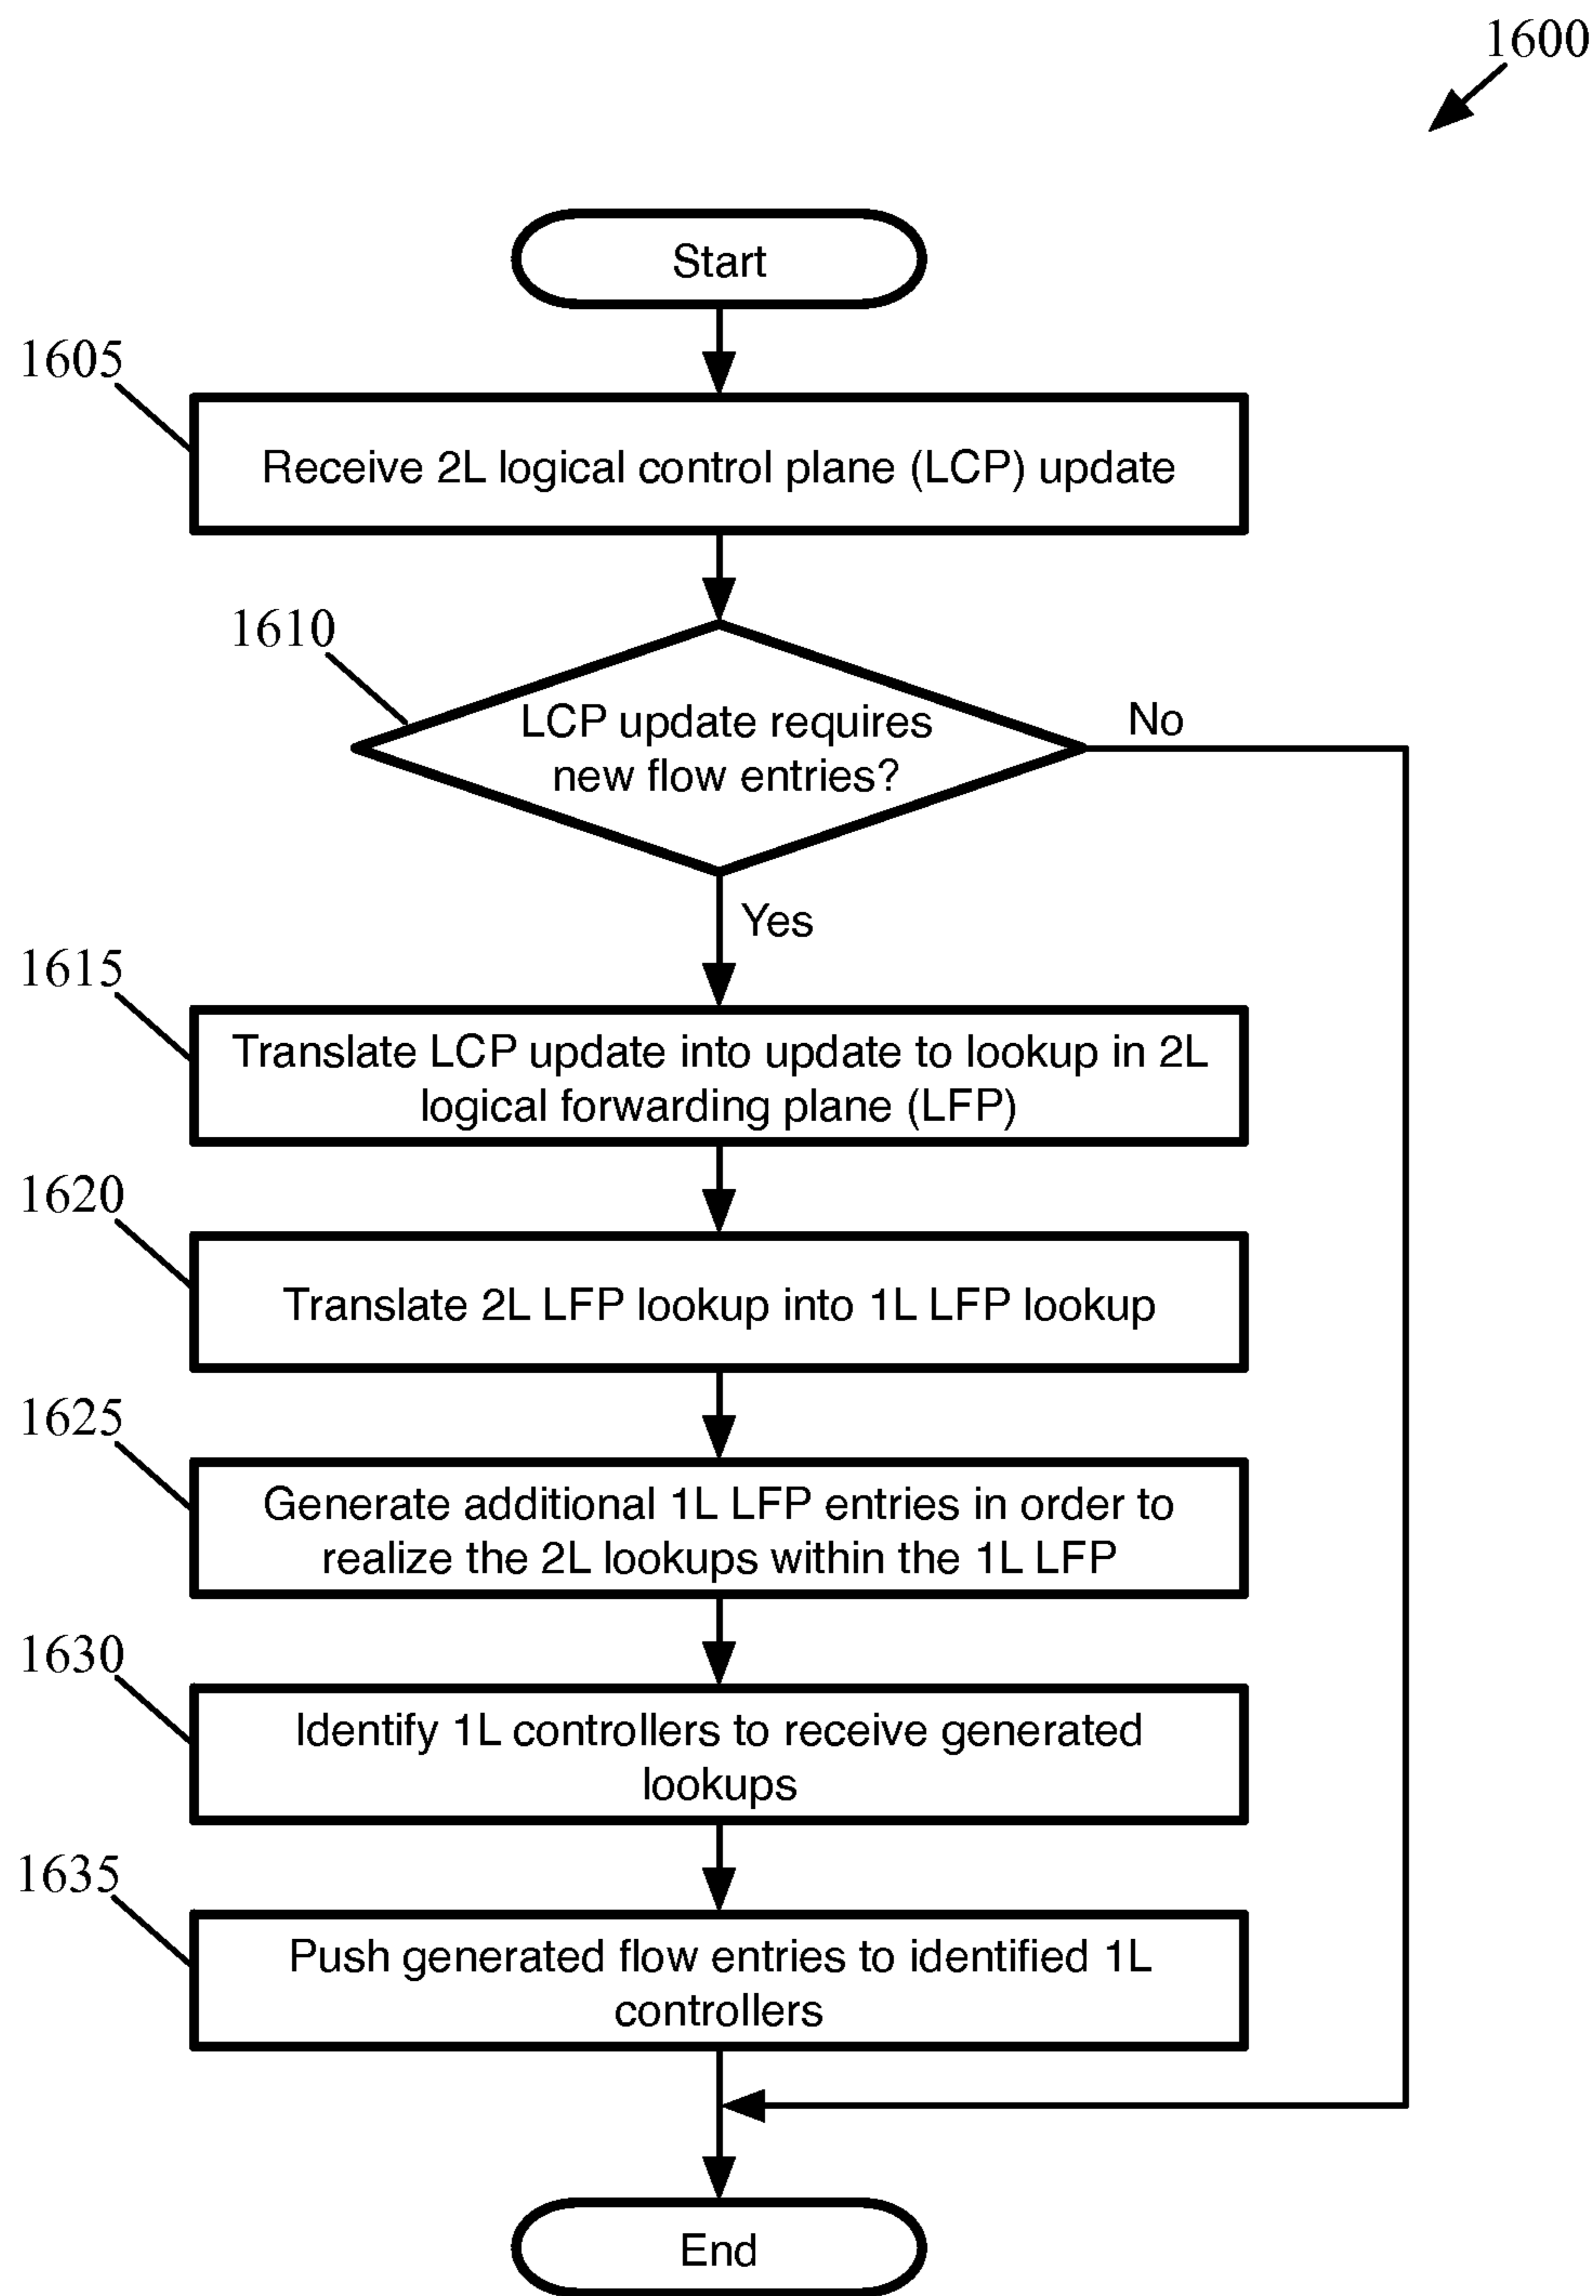 1600
Start
1605
Receive 2L logical control plane (LCP) update
1610
LCP update requires
new flow entries?
No
Yes
1615
Translate LCP update into update to lookup in 2L
logical forwarding plane (LFP)
1620
Translate 2L LFP lookup into 1L LFP lookup
1625
Generate additional 1L LFP entries in order to
realize the 2L lookups within the 1L LFP
1630
Identify 1L controllers to receive generated
lookups
1635
Push generated flow entries to identified 1L
controllers
End